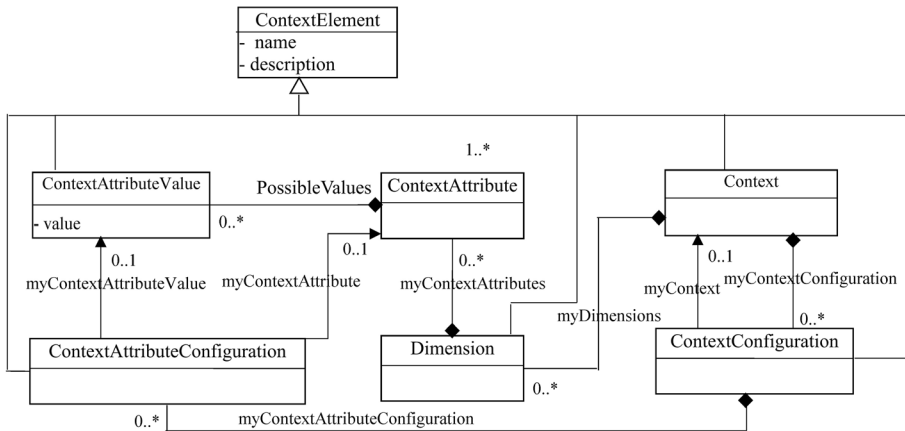 ContextElement
- name
- description
1..*
ContextAttributeValue
- value
PossibleValues
0..*
ContextAttribute
Context
0..1
myContextAttributeValue
myContextAttribute
0..1
0..*
myContextAttributes
0..1
myContext
myContextConfiguration
myDimensions
0..*
ContextAttributeConfiguration
Dimension
ContextConfiguration
0..*
0..*
myContextAttributeConfiguration